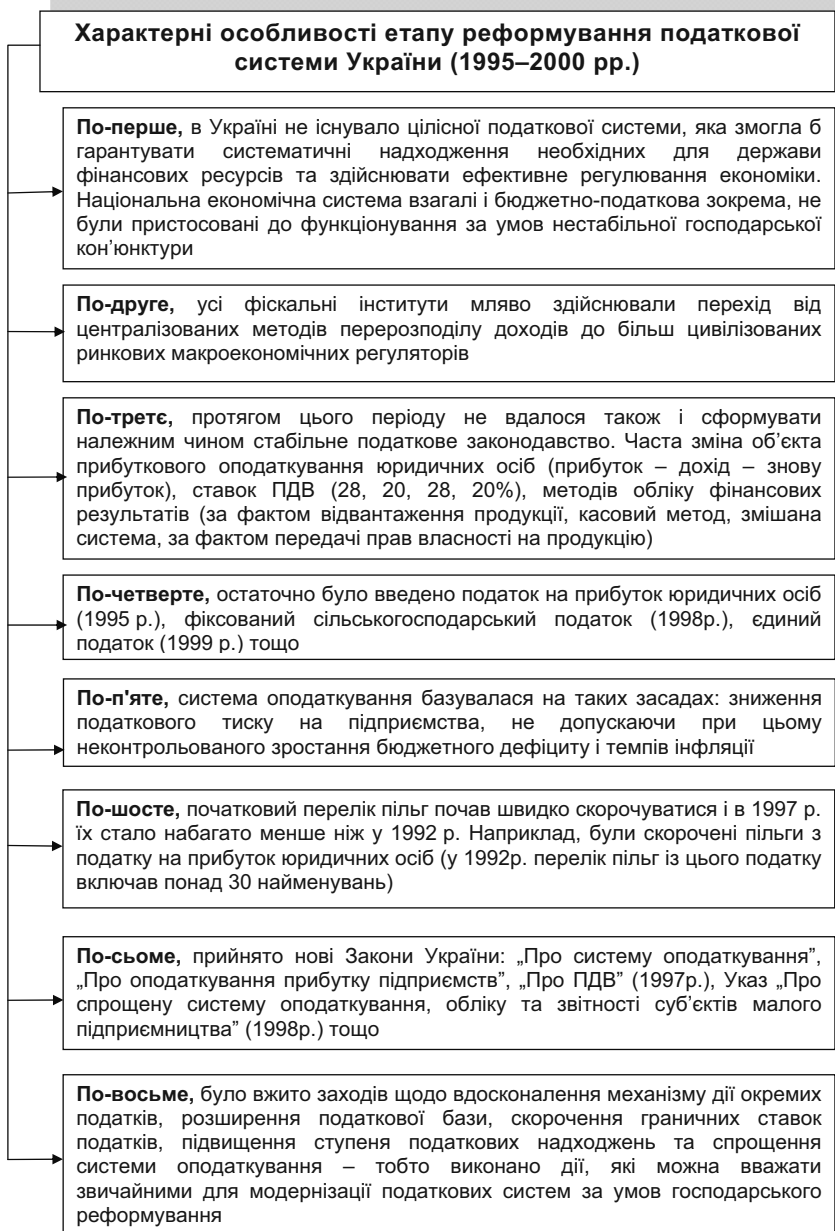 Характерні особливості етапу реформування податкової
системи України (1995–2000 рр.)
По-перше, в Україні не існувало цілісної податкової системи, яка змогла б
гарантувати систематичні надходження необхідних для держави
фінансових ресурсів та здійснювати ефективне регулювання економіки.
Національна економічна система взагалі і бюджетно-податкова зокрема, не
були пристосовані до функціонування за умов нестабільної господарської
кон’юнктури
По-друге, усі фіскальні інститути мляво здійснювали перехід від
централізованих методів перерозподілу доходів до більш цивілізованих
ринкових макроекономічних регуляторів
По-третє, протягом цього періоду не вдалося також і сформувати
належним чином стабільне податкове законодавство. Часта зміна об’єкта
прибуткового оподаткування юридичних осіб (прибуток – дохід – знову
прибуток), ставок ПДВ (28, 20, 28, 20%), методів обліку фінансових
результатів (за фактом відвантаження продукції, касовий метод, змішана
система, за фактом передачі прав власності на продукцію)
По-четверте, остаточно було введено податок на прибуток юридичних осіб
(1995 р.), фіксований сільськогосподарський податок (1998р.), єдиний
податок (1999 р.) тощо
По-п'яте, система оподаткування базувалася на таких засадах: зниження
податкового тиску на підприємства, не допускаючи при цьому
неконтрольованого зростання бюджетного дефіциту і темпів інфляції
По-шосте, початковий перелік пільг почав швидко скорочуватися і в 1997 р.
їх стало набагато менше ніж у 1992 р. Наприклад, були скорочені пільги з
податку на прибуток юридичних осіб (у 1992р. перелік пільг із цього податку
включав понад 30 найменувань)
По-сьоме, прийнято нові Закони України: „Про систему оподаткування”,
„Про оподаткування прибутку підприємств”, „Про ПДВ” (1997р.), Указ „Про
спрощену систему оподаткування, обліку та звітності суб’єктів малого
підприємництва” (1998р.) тощо
По-восьме, було вжито заходів щодо вдосконалення механізму дії окремих
податків, розширення податкової бази, скорочення граничних ставок
податків, підвищення ступеня податкових надходжень та спрощення
системи оподаткування – тобто виконано дії, які можна вважати
звичайними для модернізації податкових систем за умов господарського
реформування